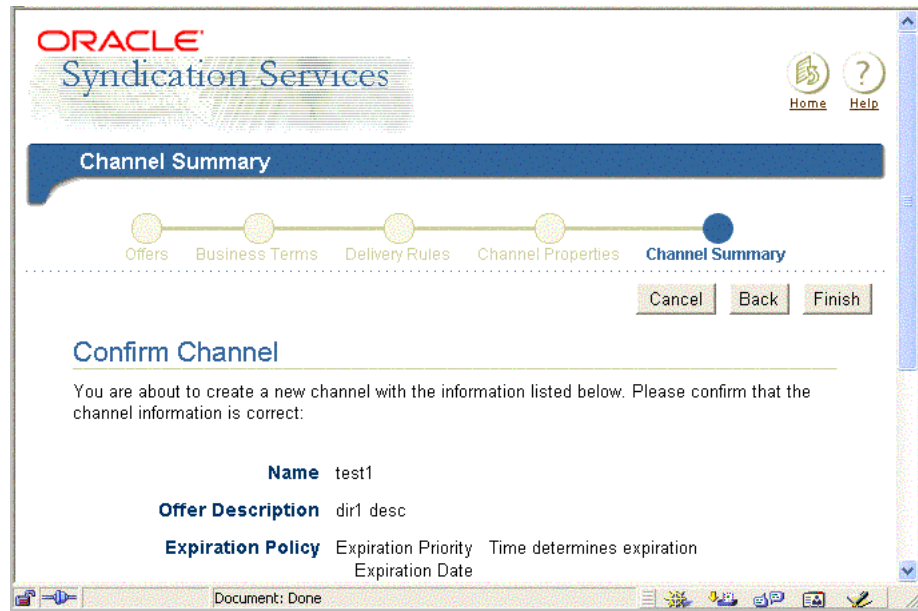 ORACLE
Syndication Services
Home Help
Channel Summary
Offers Business Terms Delivery Rules Channel Properties Channel Summary
Cancel Back Finish
Confirm Channel
You are about to create a new channel with the information listed below. Please confirm that the
channel information is correct:
Name test1
Offer Description dir1 desc
Expiration Policy Expiration Priority Time determines expiration
Expiration Date
Document: Done